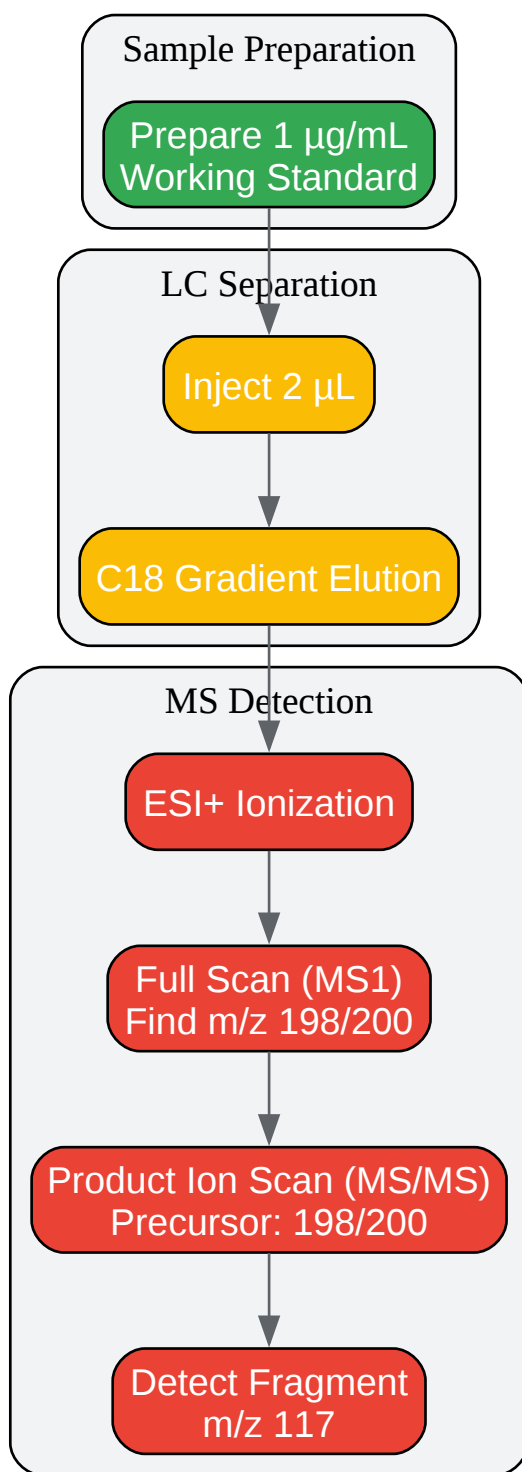 Sample Preparation
Prepare 1 µg/mL
Working Standard
LC Separation
Inject 2 µL
C18 Gradient Elution
MS Detection
ESI+ Ionization
Full Scan (MS1)
Find m/z 198/200
Product Ion Scan (MS/MS)
Precursor: 198/200
Detect Fragment
m/z 117